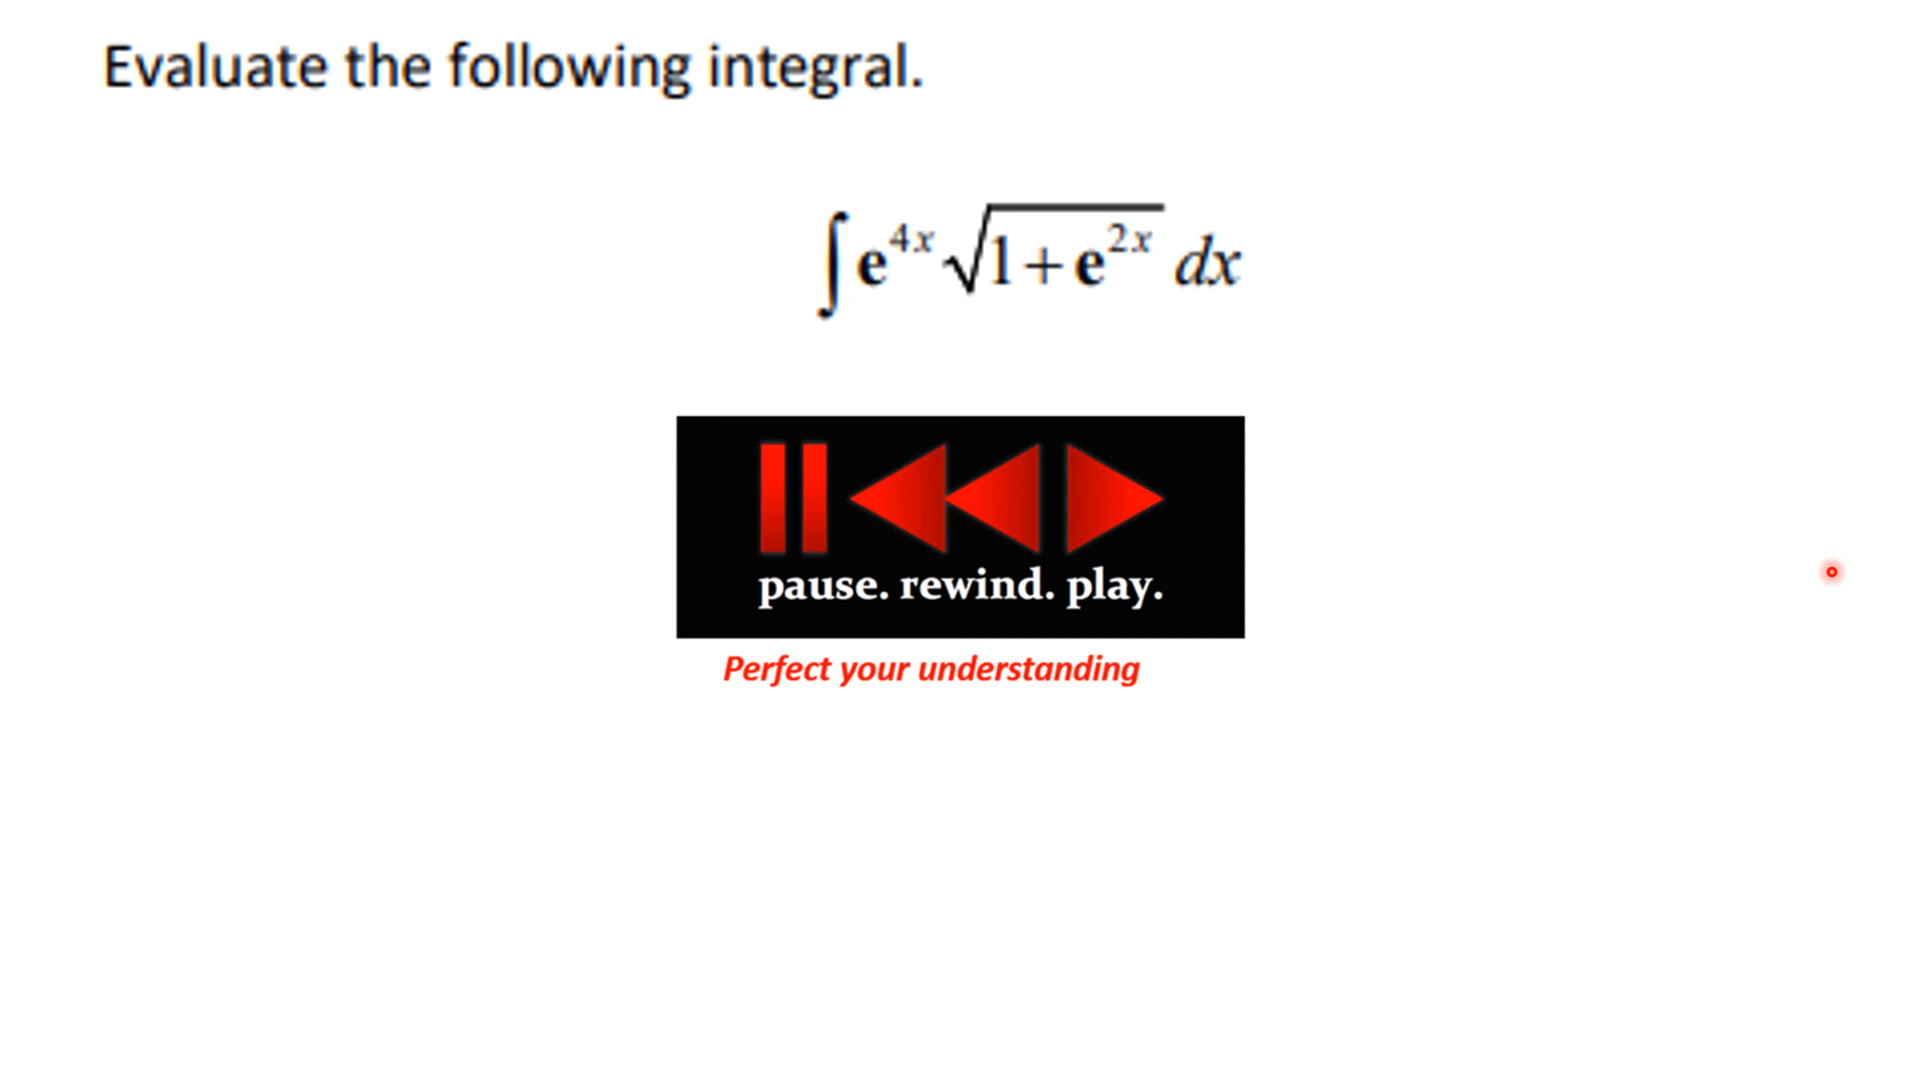 Evaluate the following integral.
∫e^{4x}√(1+e^{2x}) dx
pause. rewind. play.
Perfect your understanding